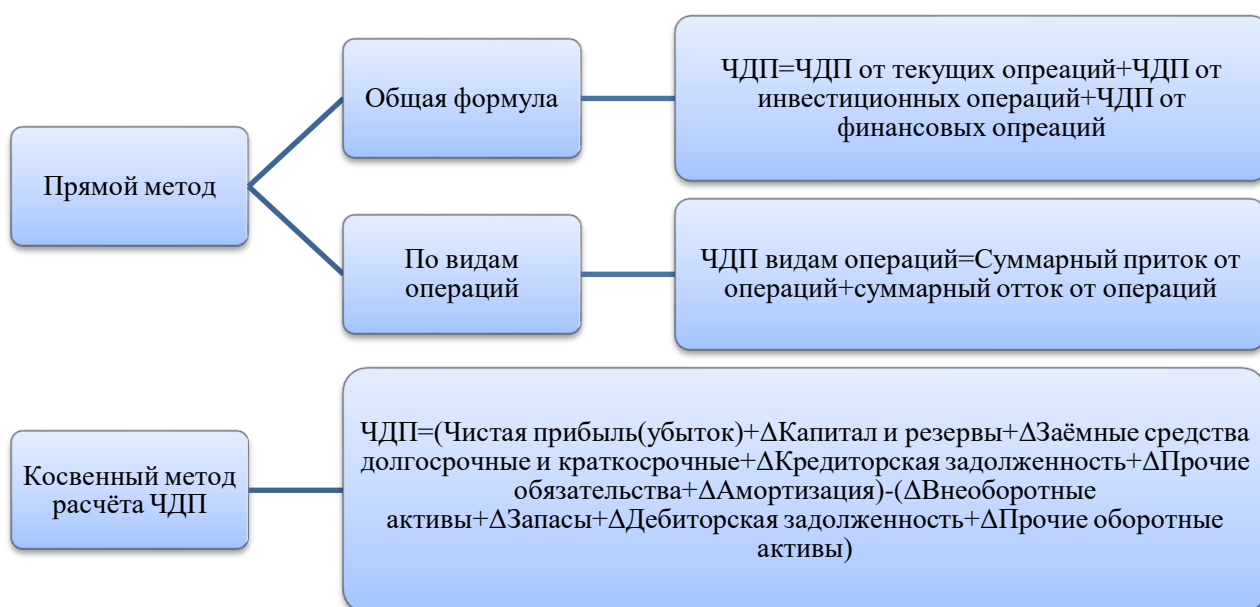 Прямой метод
Общая формула
ЧДП=ЧДП от текущих опреаций+ЧДП от
инвестиционных операций+ЧДП от
финансовых опреаций
По видам
операций
ЧДП видам операций=Суммарный приток от
операций+суммарный отток от операций
Косвенный метод
расчёта ЧДП
ЧДП=(Чистая прибыль(убыток)+ΔКапитал и резервы+ΔЗаёмные средства
долгосрочные и краткосрочные+ΔКредиторская задолженность+ΔПрочие
обязательства+ΔАмортизация)-(ΔВнеоборотные
активы+ΔЗапасы+ΔДебиторская задолженность+ΔПрочие оборотные
активы)